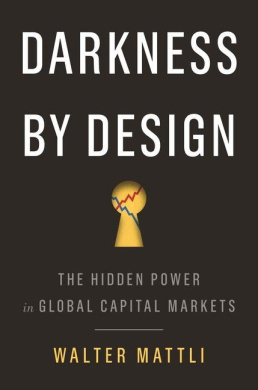 DARKNESS
BY DESIGN
THE HIDDEN POWER
in GLOBAL CAPITAL MARKETS
WALTER MATTLI